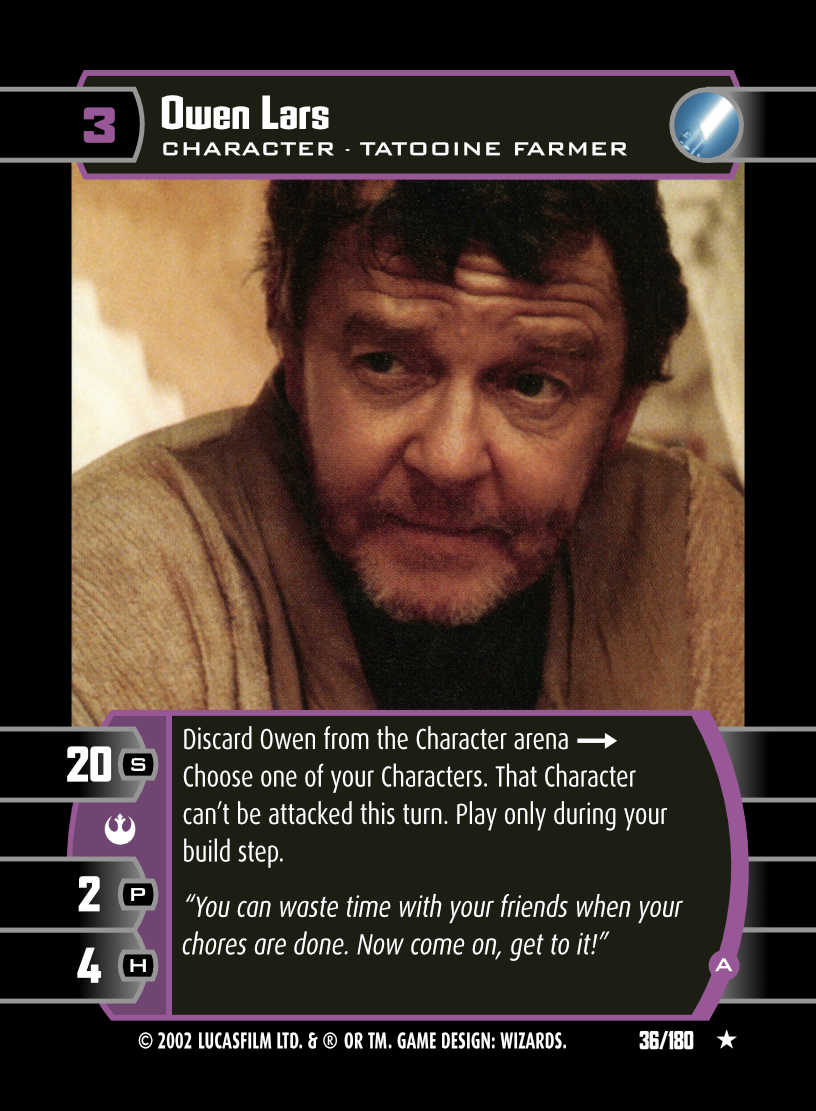 3
Owen Lars
CHARACTER - TATOOINE FARMER
20 S
Discard Owen from the Character arena →
Choose one of your Characters. That Character
can't be attacked this turn. Play only during your
build step.
2 P
"You can waste time with your friends when your
chores are done. Now come on, get to it!"
4 H
A
© 2002 LUCASFILM LTD. & ® OR TM. GAME DESIGN: WIZARDS.
36/180 ★